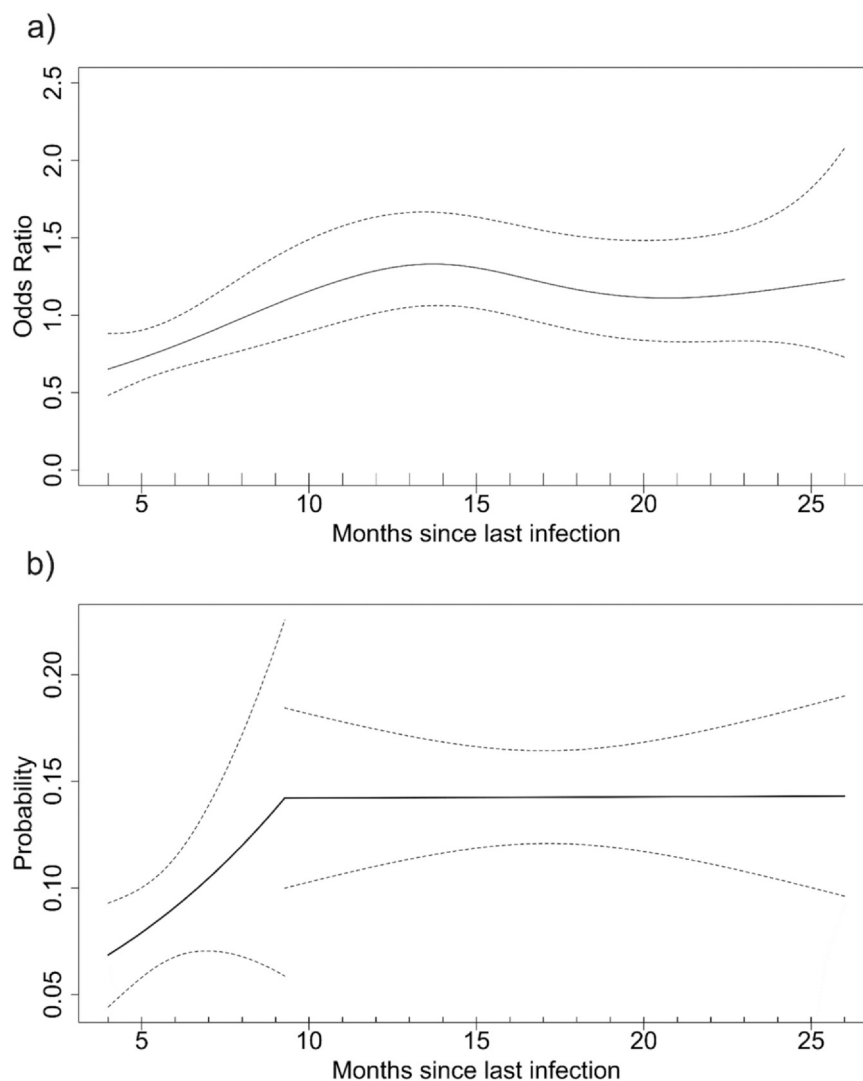 a)
2.5
2.0
1.5
1.0
0.5
0.0
Odds Ratio
5 10 15 20 25
Months since last infection
b)
0.20
0.15
0.10
0.05
Probability
5 10 15 20 25
Months since last infection